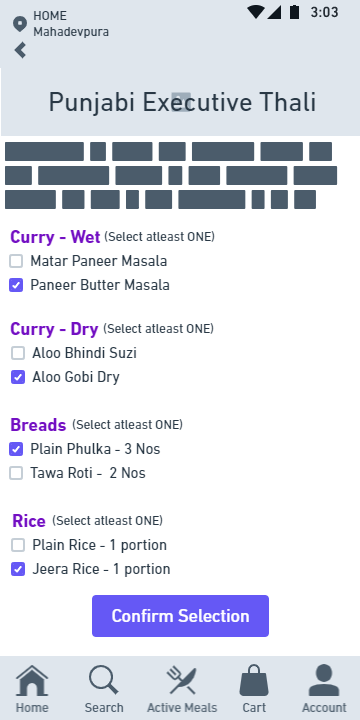 HOME
3:03
Mahadevpura
Punjabi Executive Thali
Curry - Wet (Select atleast ONE)
Matar Paneer Masala
Paneer Butter Masala
Curry - Dry (Select atleast ONE)
Aloo Bhindi Suzi
Aloo Gobi Dry
Breads (Select atleast ONE)
Plain Phulka - 3 Nos
Tawa Roti - 2 Nos
Rice (Select atleast ONE)
Plain Rice - 1 portion
Jeera Rice - 1 portion
Confirm Selection
Home Search Active Meals Cart Account